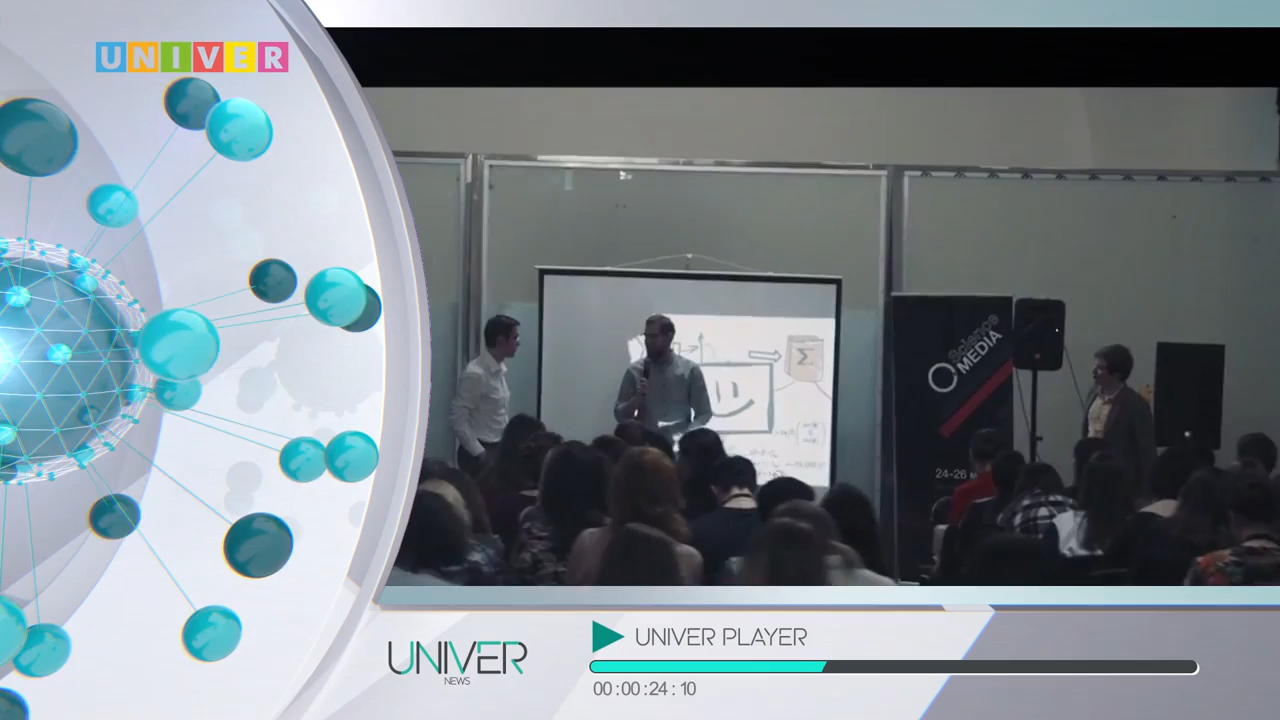 UNIVER
Science
MEDIA
Σ
24-26
UNIVER
NEWS
UNIVER PLAYER
00:00:24:10